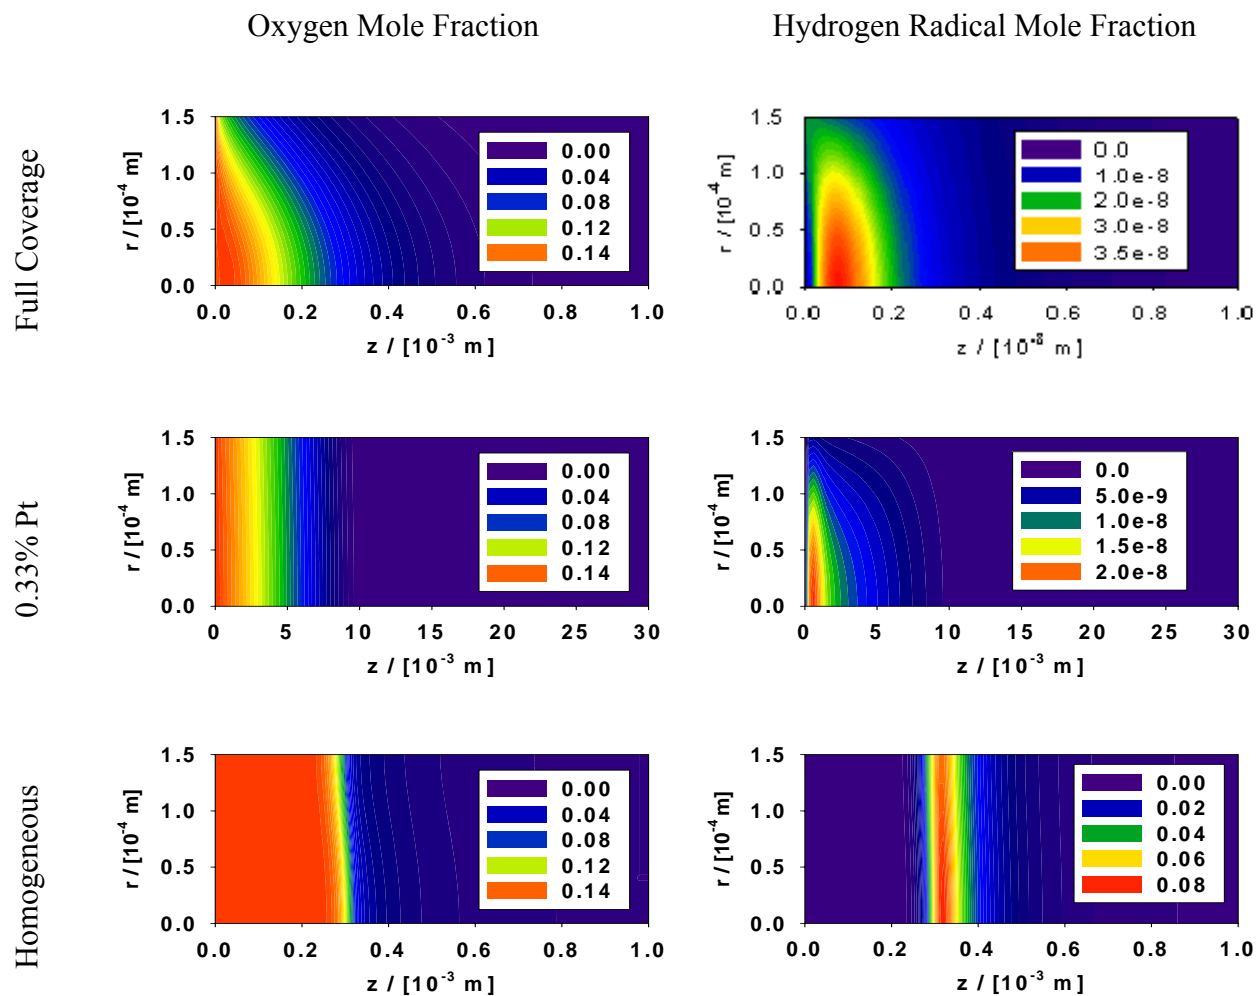 Oxygen Mole Fraction
Hydrogen Radical Mole Fraction
Full Coverage
r / [10-4 m]
1.5
1.0
0.5
0.0
0.00
0.04
0.08
0.12
0.14
0.0 0.2 0.4 0.6 0.8 1.0
z / [10-3 m]
r / [10-4 m]
1.5
1.0
0.5
0.0
0.0
1.0e-8
2.0e-8
3.0e-8
3.5e-8
0.0 0.2 0.4 0.6 0.8 1.0
z / [10-8 m]
0.33% Pt
r / [10-4 m]
1.5
1.0
0.5
0.0
0.00
0.04
0.08
0.12
0.14
0 5 10 15 20 25 30
z / [10-3 m]
r / [10-4 m]
1.5
1.0
0.5
0.0
0.0
5.0e-9
1.0e-8
1.5e-8
2.0e-8
0 5 10 15 20 25 30
z / [10-3 m]
Homogeneous
r / [10-4 m]
1.5
1.0
0.5
0.0
0.00
0.04
0.08
0.12
0.14
0.0 0.2 0.4 0.6 0.8 1.0
z / [10-3 m]
r / [10-4 m]
1.5
1.0
0.5
0.0
0.00
0.02
0.04
0.06
0.08
0.0 0.2 0.4 0.6 0.8 1.0
z / [10-3 m]